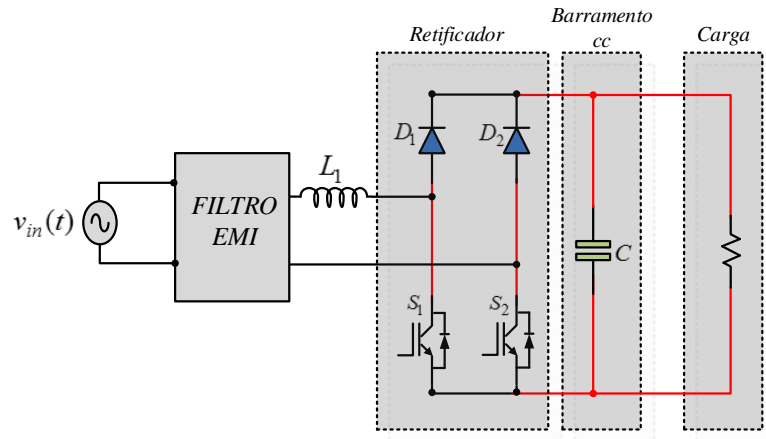 Retificador
Barramento
cc
Carga
D1
D2
L1
FILTRO
EMI
vin(t)
C
S1
S2